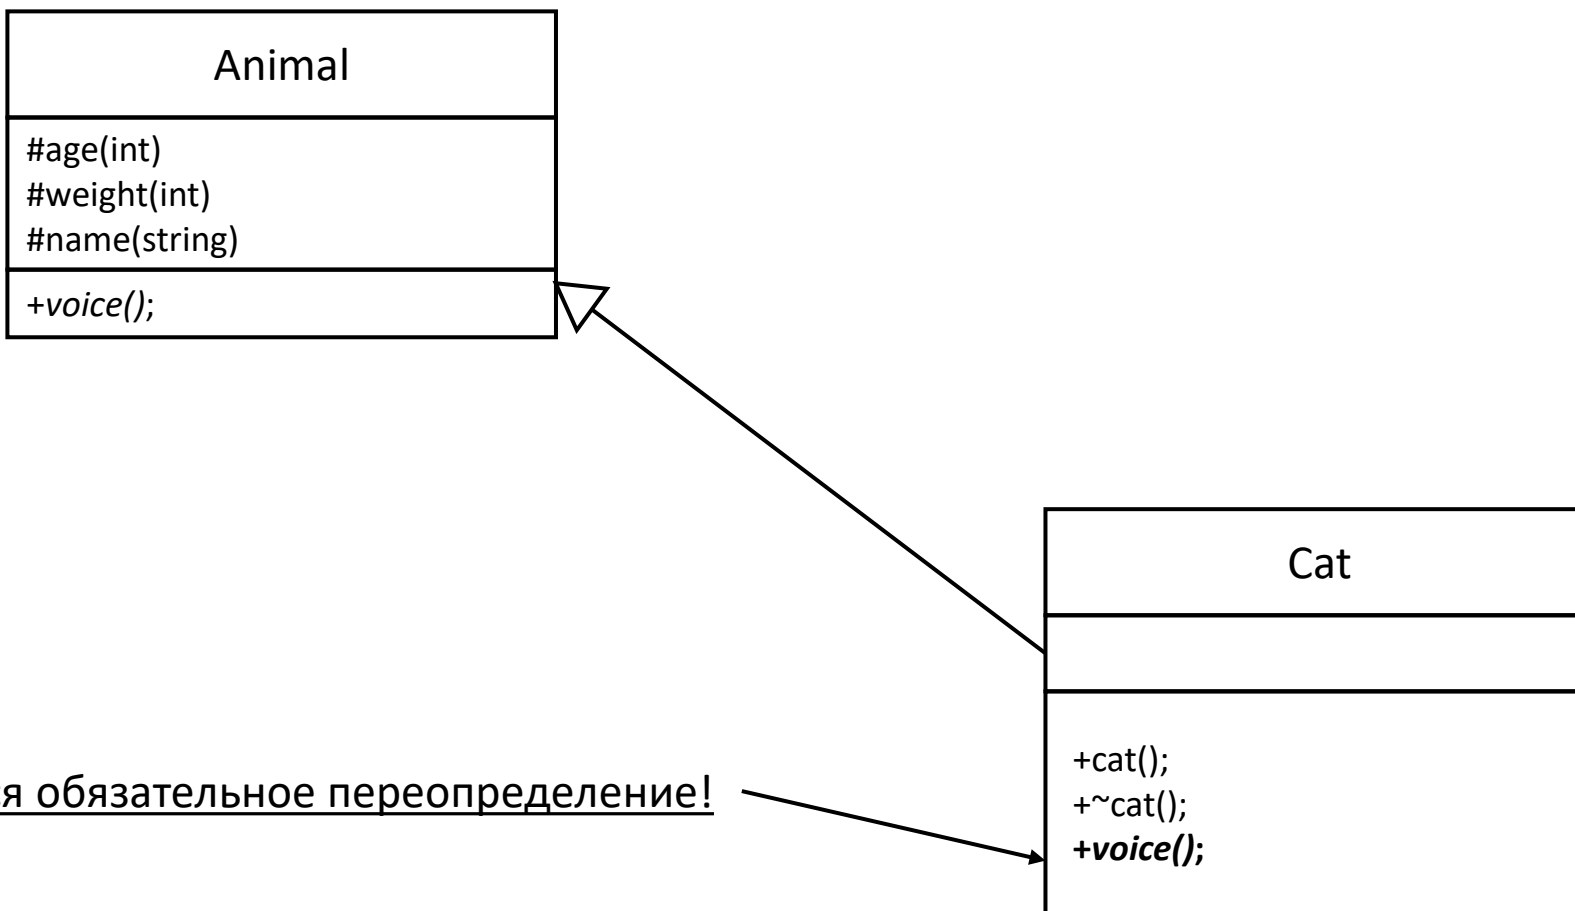 Animal
#age(int)
#weight(int)
#name(string)
+voice();
Cat
+cat();
+~cat();
+voice();
обязательное переопределение!